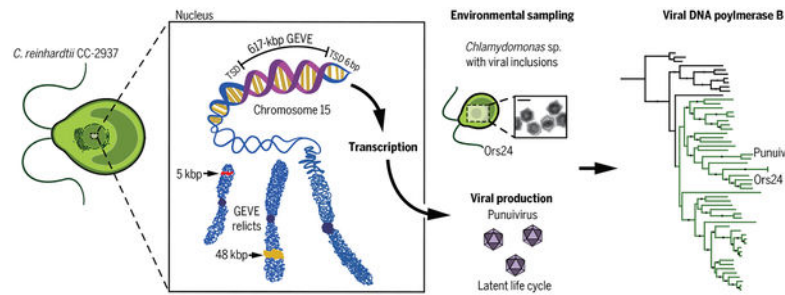 C. reinhardtii CC-2937
Nucleus
617-kbp GEVE
TSD
TSD 6 bp
Chromosome 15
Transcription
5 kbp
GEVE
relicts
48 kbp
Environmental sampling
Chlamydomonas sp.
with viral inclusions
Ors24
Viral production
Punuivirus
Latent life cycle
Viral DNA poylmerase B
Punuiv
Ors24